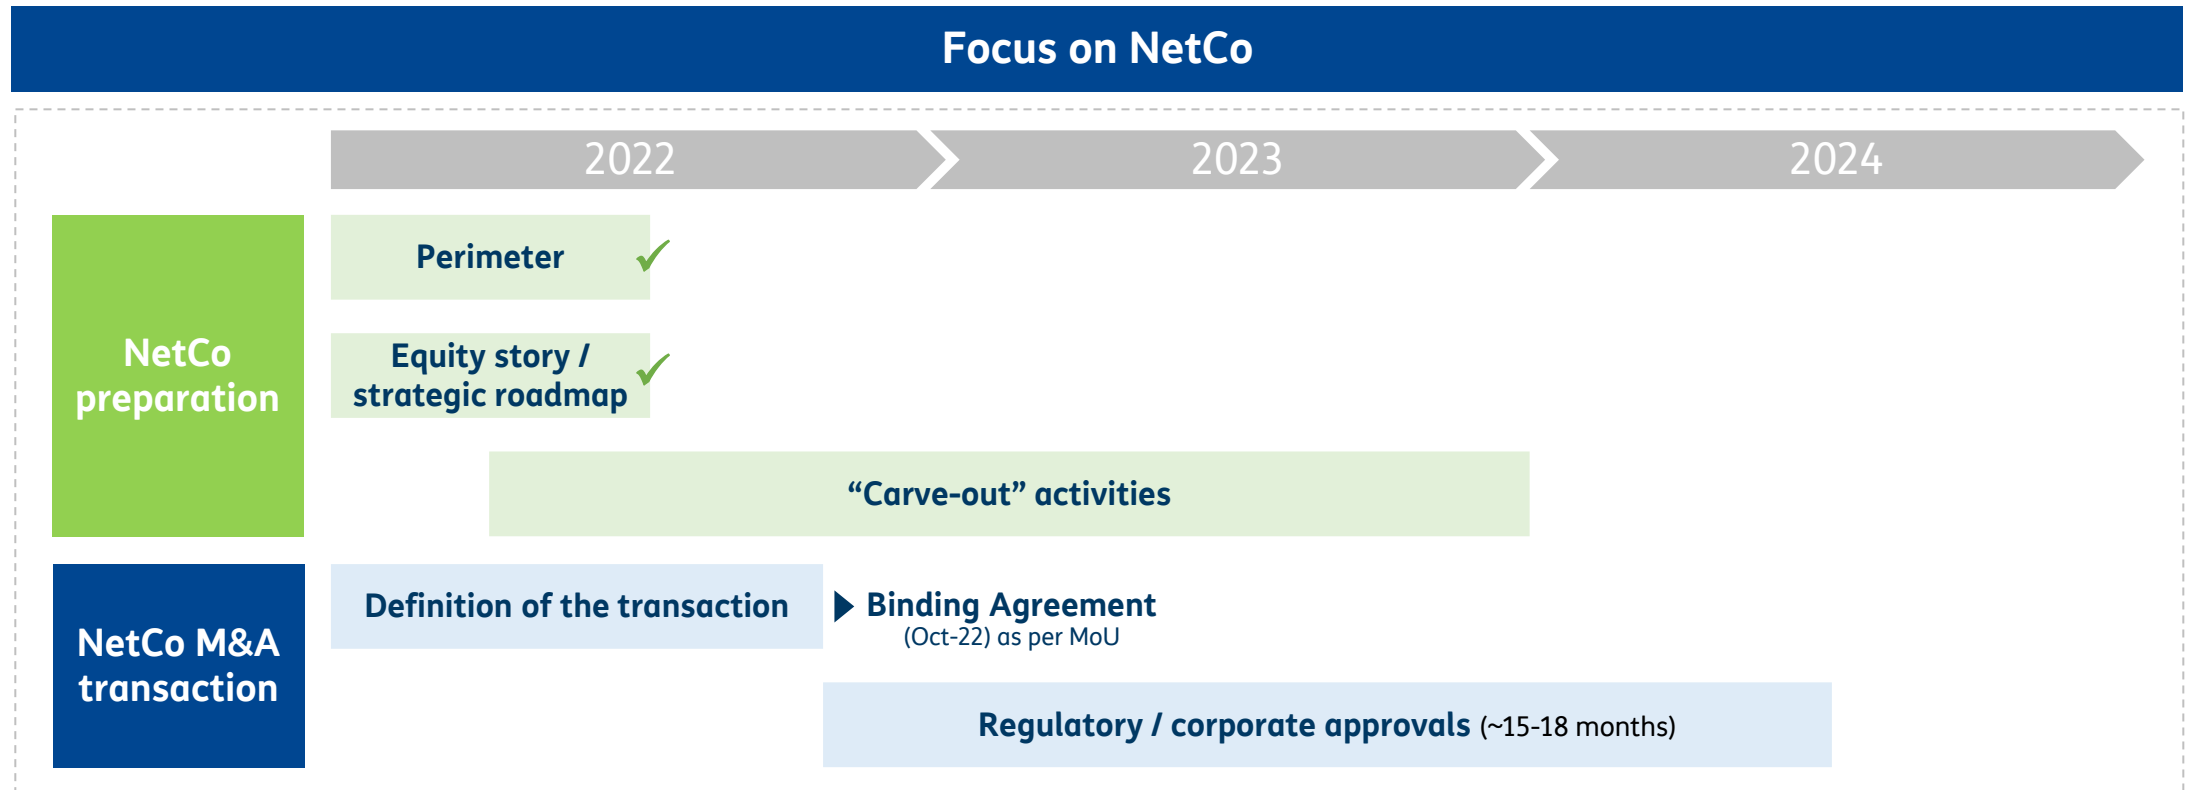 Focus on NetCo
2022
2023
2024
NetCo
preparation
Perimeter
Equity story /
strategic roadmap
“Carve-out” activities
NetCo M&A
transaction
Definition of the transaction
Binding Agreement
(Oct-22) as per MoU
Regulatory / corporate approvals (~15-18 months)